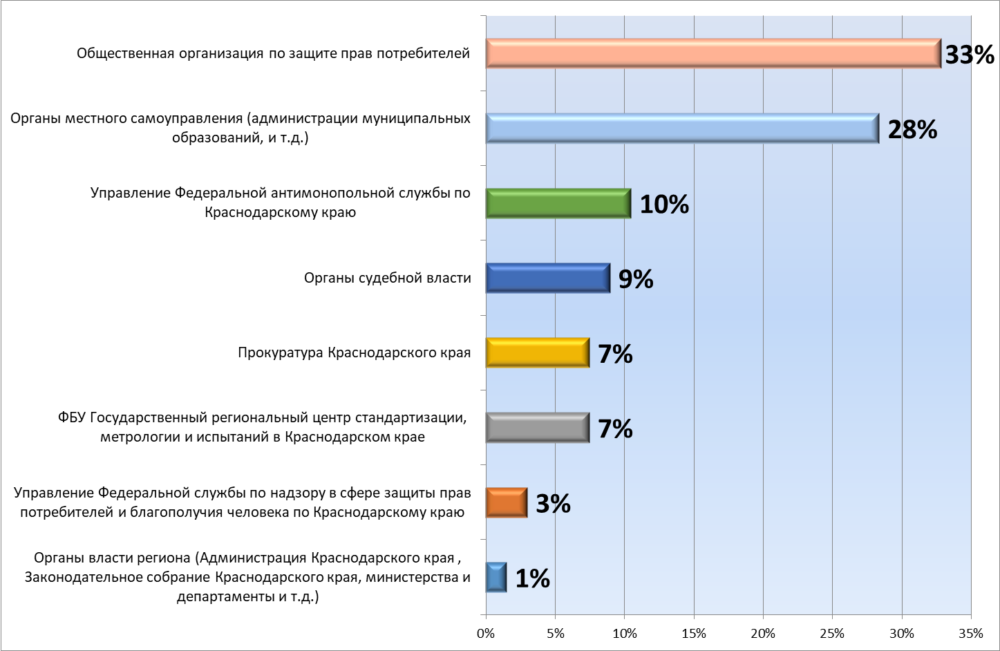 Общественная организация по защите прав потребителей
33%
Органы местного самоуправления (администрации муниципальных
образований, и т.д.)
28%
Управление Федеральной антимонопольной службы по
Краснодарскому краю
10%
Органы судебной власти
9%
Прокуратура Краснодарского края
7%
ФБУ Государственный региональный центр стандартизации,
метрологии и испытаний в Краснодарском крае
7%
Управление Федеральной службы по надзору в сфере защиты прав
потребителей и благополучия человека по Краснодарскому краю
3%
Органы власти региона (Администрация Краснодарского края ,
Законодательное собрание Краснодарского края, министерства и
департаменты и т.д.)
1%
0% 5% 10% 15% 20% 25% 30% 35%